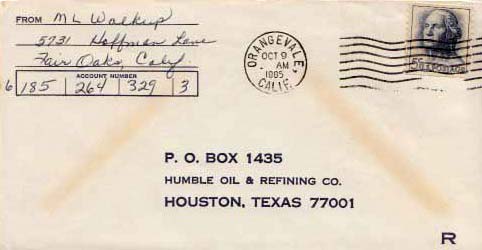 FROM M L Walkup
5731 Hoffman Lane
Fair Oaks, Calif.
ACCOUNT NUMBER
6 185 264 329 3
ORANGEVALE,
OCT 9
AM
1965
CALIF.
5¢ U.S. POSTAGE
P. O. BOX 1435
HUMBLE OIL & REFINING CO.
HOUSTON, TEXAS 77001
R